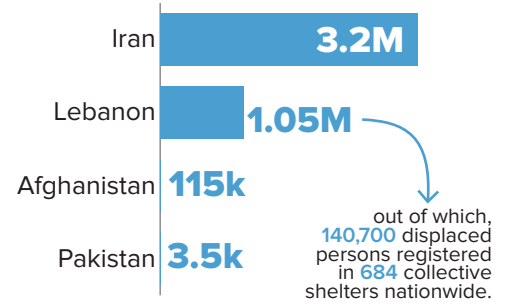 Iran 3.2M
Lebanon 1.05M
Afghanistan 115k
Pakistan 3.5k
out of which,
140,700 displaced
persons registered
in 684 collective
shelters nationwide.